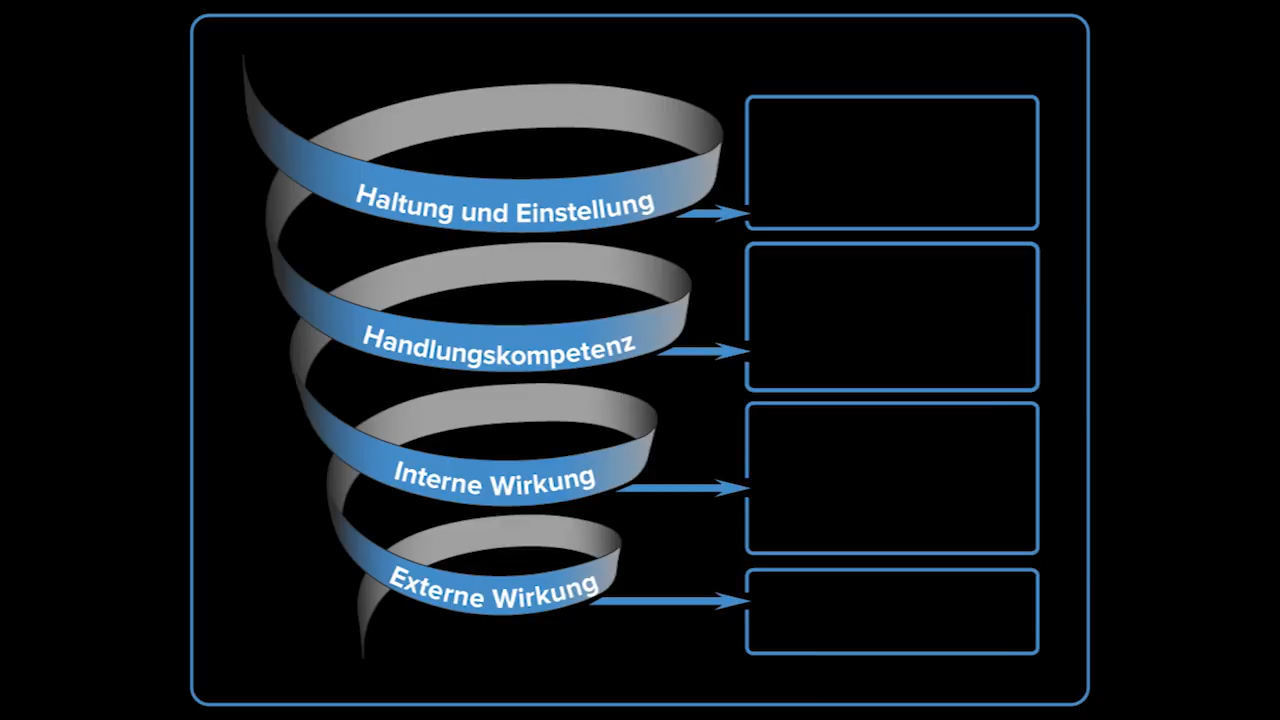 Haltung und Einstellung
Handlungskompetenz
Interne Wirkung
Externe Wirkung